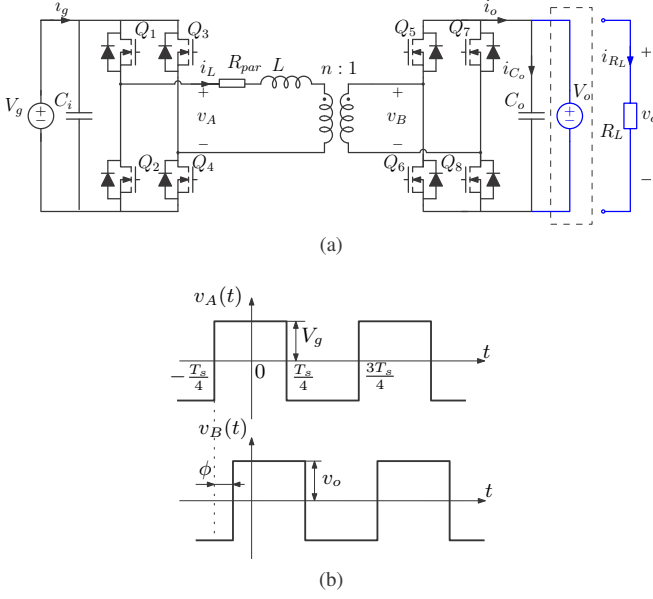 i_g Q_1 Q_3 Q_5 Q_7 i_o
V_g + − C_i i_L R_par L n : 1 i_{C_o} C_o V_o + − i_{R_L} +
+ v_A − + v_B − R_L v_o
Q_2 Q_4 Q_6 Q_8 −
(a)
v_A(t)
V_g
t
−T_s/4 0 T_s/4 3T_s/4
v_B(t)
ϕ v_o
t
(b)